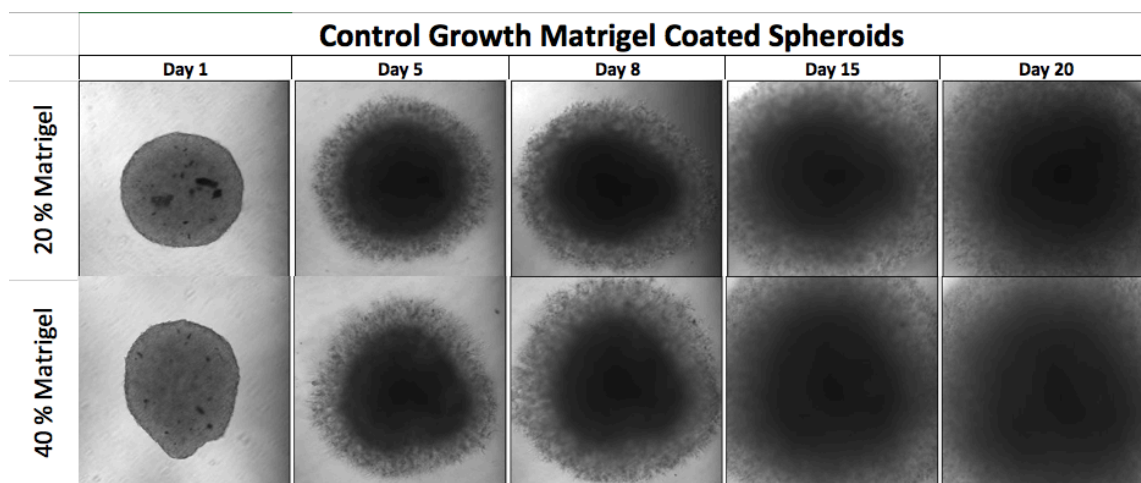 Control Growth Matrigel Coated Spheroids
Day 1 Day 5 Day 8 Day 15 Day 20
20 % Matrigel
40 % Matrigel